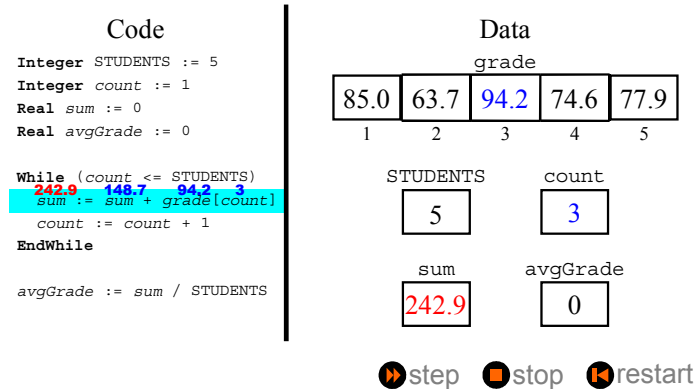 Code
Integer STUDENTS := 5
Integer count := 1
Real sum := 0
Real avgGrade := 0
While (count <= STUDENTS)
242.9 148.7 94,2 3
sum := sum + grade[count]
count := count + 1
EndWhile
avgGrade := sum / STUDENTS
Data
grade
85.0 63.7 94.2 74.6 77.9
1 2 3 4 5
STUDENTS count
5 3
sum avgGrade
242.9 0
step stop restart